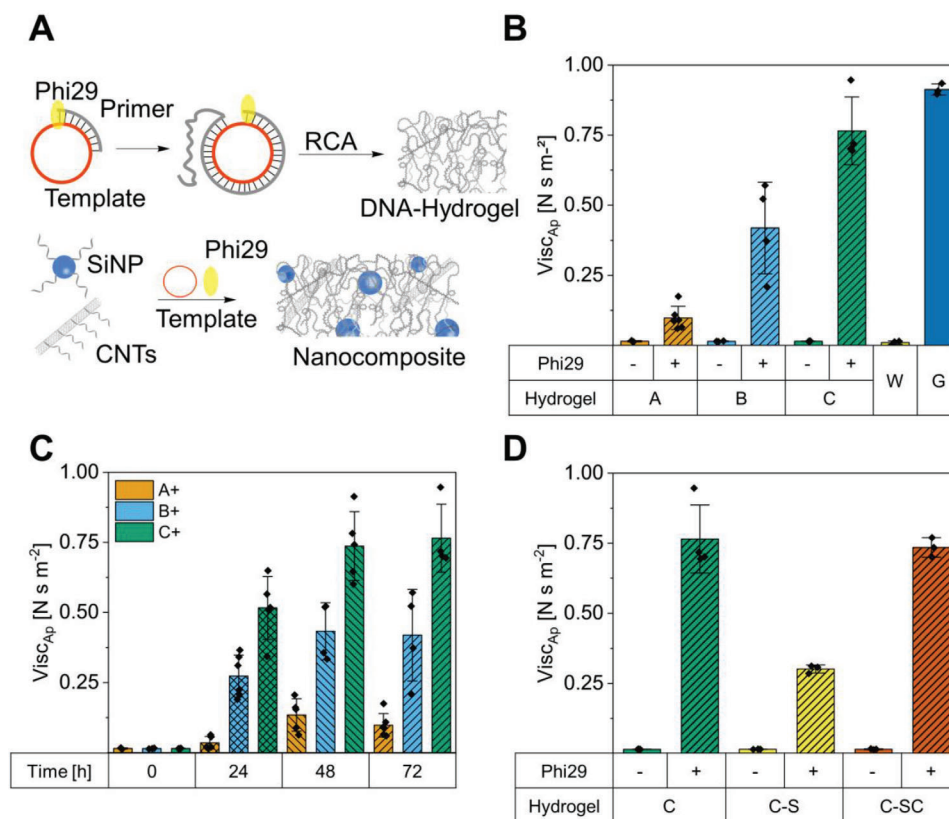 A
Phi29
Primer
RCA
Template
DNA-Hydrogel
SiNP
Phi29
Template
CNTs
Nanocomposite
B
Visc_Ap [N s m⁻²]
1.00
0.75
0.50
0.25
Phi29 - + - + - + W G
Hydrogel A B C
C
Visc_Ap [N s m⁻²]
1.00
0.75
0.50
0.25
A+
B+
C+
Time [h] 0 24 48 72
D
Visc_Ap [N s m⁻²]
1.00
0.75
0.50
0.25
Phi29 - + - + - +
Hydrogel C C-S C-SC